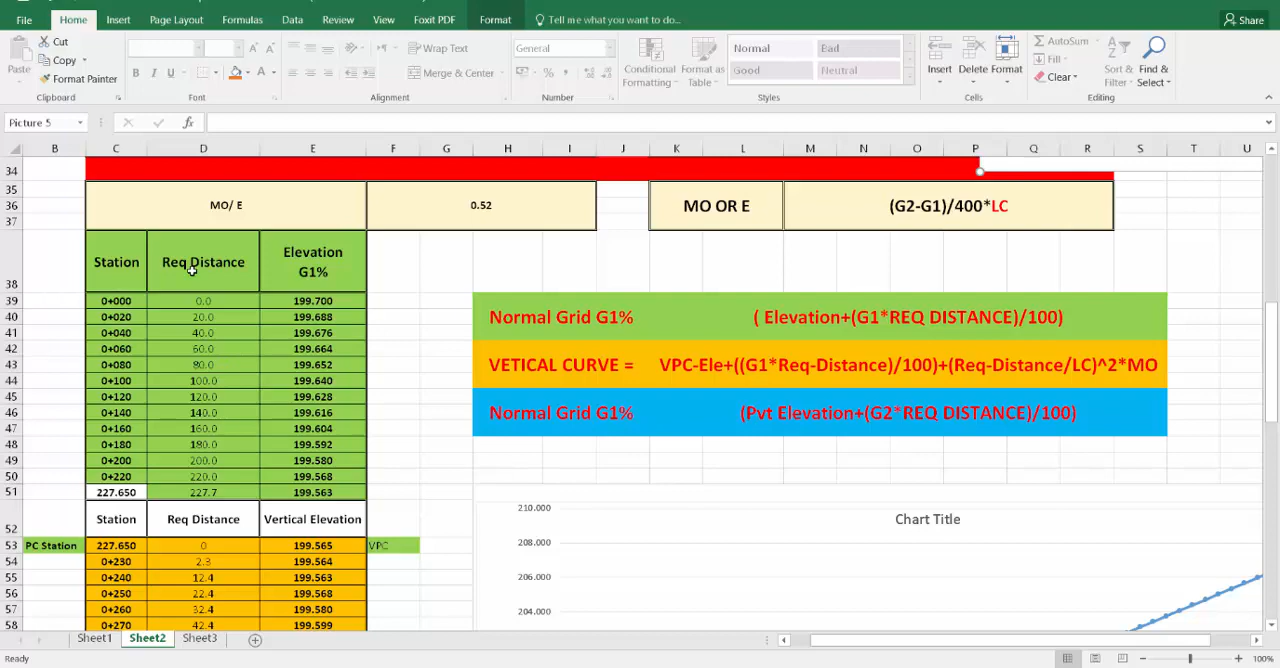 File Home Insert Page Layout Formulas Data Review View Foxit PDF Format Tell me what you want to do... Share
Paste Cut Copy Format Painter
B I U A A A
Wrap Text Merge & Center
General % ,
Conditional Formatting Format as Table
Normal Bad Good Neutral
Insert Delete Format
AutoSum Fill Clear
Sort & Filter Find & Select
Clipboard Font Alignment Number Styles Cells Editing
Picture 5 fx
B C D E F G H I J K L M N O P Q R S T U
34
35
36 MO/ E 0.52 MO OR E (G2-G1)/400*LC
37
38 Station Req Distance Elevation G1%
39 0+000 0.0 199.700
40 0+020 20.0 199.688 Normal Grid G1% ( Elevation+(G1*REQ DISTANCE)/100)
41 0+040 40.0 199.676
42 0+060 60.0 199.664
43 0+080 80.0 199.652 VETICAL CURVE = VPC-Ele+((G1*Req-Distance)/100)+(Req-Distance/LC)^2*MO
44 0+100 100.0 199.640
45 0+120 120.0 199.628
46 0+140 140.0 199.616 Normal Grid G1% (Pvt Elevation+(G2*REQ DISTANCE)/100)
47 0+160 160.0 199.604
48 0+180 180.0 199.592
49 0+200 200.0 199.580
50 0+220 220.0 199.568
51 227.650 227.7 199.563
52 Station Req Distance Vertical Elevation
53 PC Station 227.650 0 199.565 VPC
54 0+230 2.3 199.564
55 0+240 12.4 199.563
56 0+250 22.4 199.568
57 0+260 32.4 199.580
58 0+270 42.4 199.599
Chart Title
210.000
208.000
206.000
204.000
Sheet1 Sheet2 Sheet3
Ready 100%